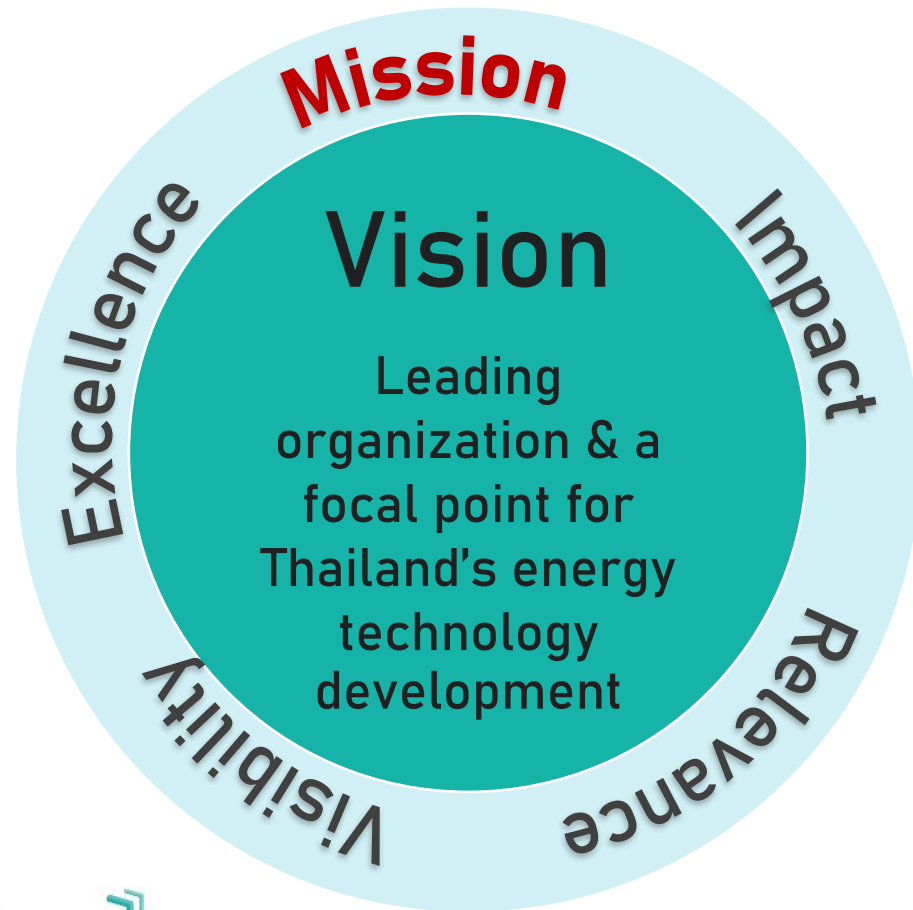 Mission
Impact
Relevance
Visibility
Excellence
Vision
Leading
organization & a
focal point for
Thailand's energy
technology
development